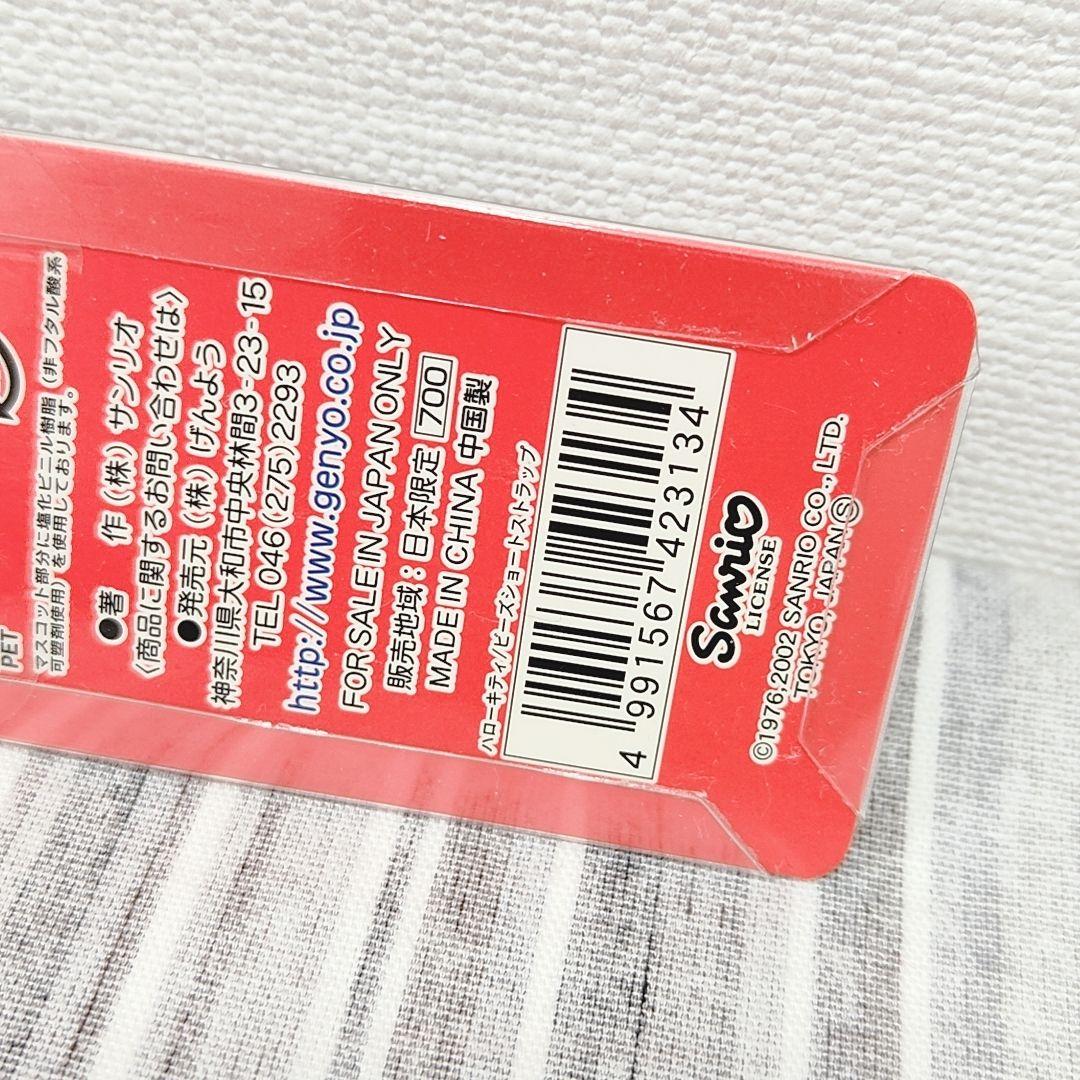 PET
マスコット部分に塩化ビニル樹脂(非フタル酸系
可塑剤使用)を使用しております。
●著 作(株)サンリオ
〈商品に関するお問い合わせは〉
●発売元(株)げんよう
神奈川県大和市中央林間3-23-15
TEL 046(275)2293
http://www.genyo.co.jp
FOR SALE IN JAPAN ONLY
販売地域:日本限定 700
MADE IN CHINA 中国製
ハローキティ/ビーズショートストラップ
4 991567 423134
Sanrio
LICENSE
©1976,2002 SANRIO CO.,LTD.
TOKYO, JAPAN Ⓢ